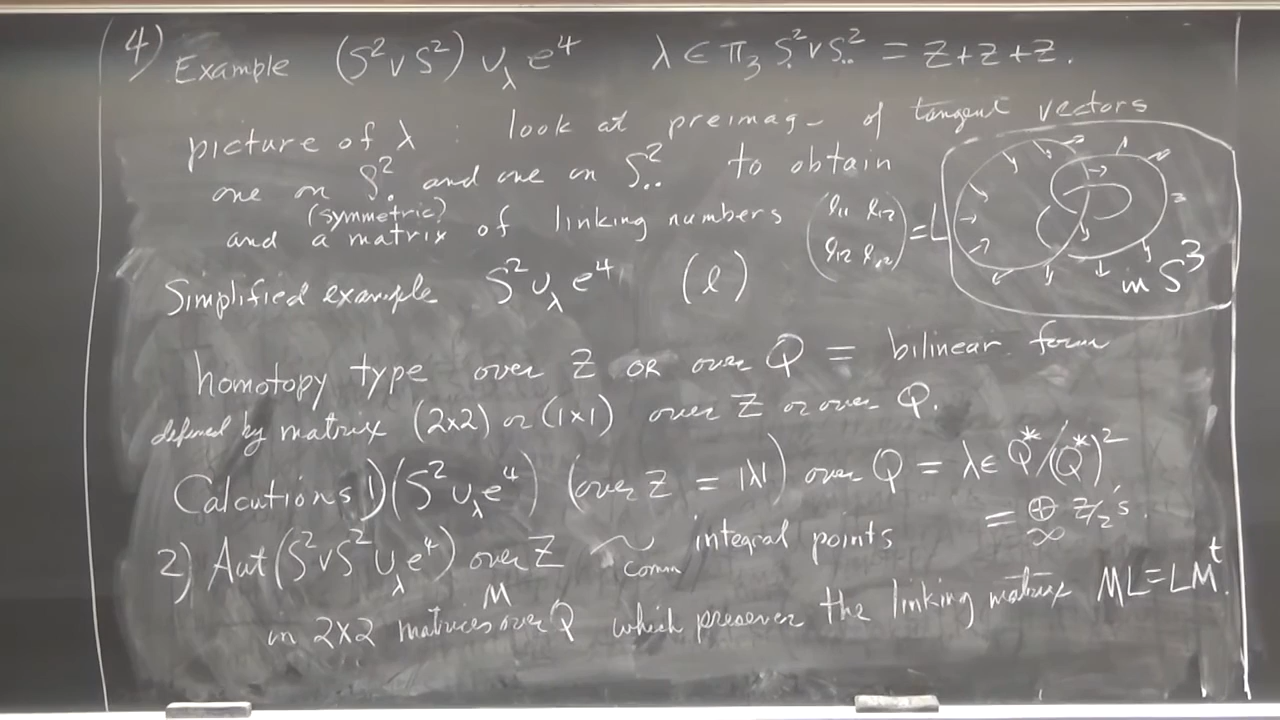 4) Example (S²∨S²) ∪_λ e⁴ λ ∈ π₃ S².∨S².. = Z+Z+Z.
picture of λ : look at preimag- of tangent vectors
one on S².  and one on S²..  to obtain
(symmetric)
and a matrix of linking numbers (l₁₁ l₁₂ l₁₂ l₂₂) = L
in S³
Simplified example S² ∪_λ e⁴ (l)
homotopy type over Z OR over Q = bilinear form
defined by matrix (2x2) or (1x1) over Z or over Q.
Calcutions 1) (S² ∪_λ e⁴) (over Z = |λ|) over Q = λ ∈ Q*/(Q*)²
= ⊕_∞ Z/2's.
2) Aut(S²∨S² ∪_λ e⁴) over Z ~ comm integral points
in 2x2 matrices M over Q which preserves the linking matrix ML=LMᵗ.